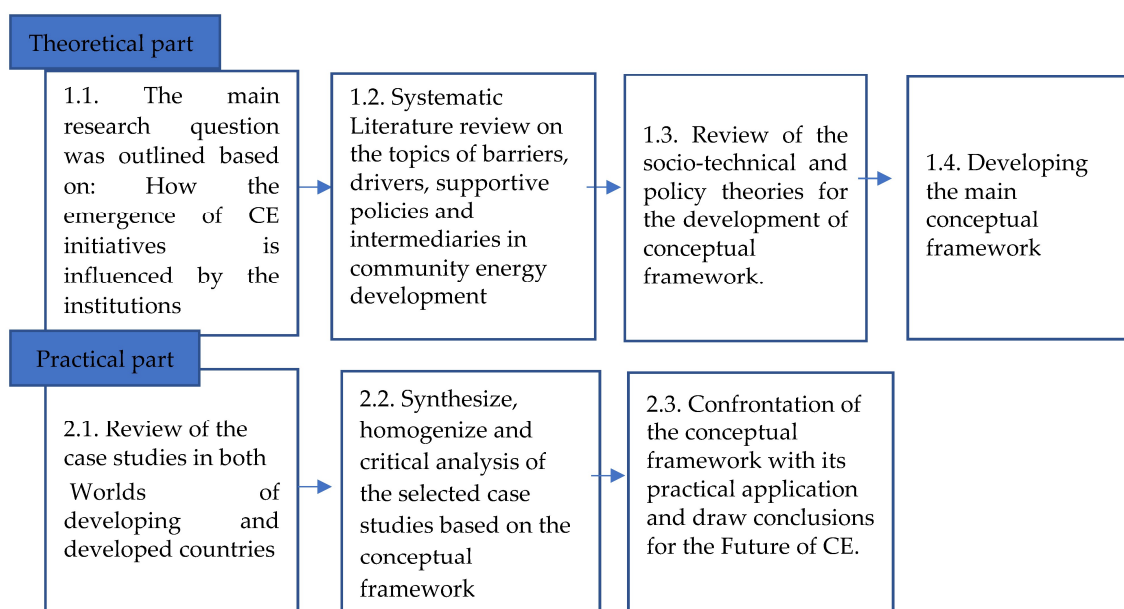 Theoretical part
1.1. The main
research question
was outlined based
on: How the
emergence of CE
initiatives is
influenced by the
institutions
1.2. Systematic
Literature review on
the topics of barriers,
drivers, supportive
policies and
intermediaries in
community energy
development
1.3. Review of the
socio-technical and
policy theories for
the development of
conceptual
framework.
1.4. Developing
the main
conceptual
framework
Practical part
2.1. Review of the
case studies in both
Worlds of
developing and
developed countries
2.2. Synthesize,
homogenize and
critical analysis of
the selected case
studies based on the
conceptual
framework
2.3. Confrontation of
the conceptual
framework with its
practical application
and draw conclusions
for the Future of CE.